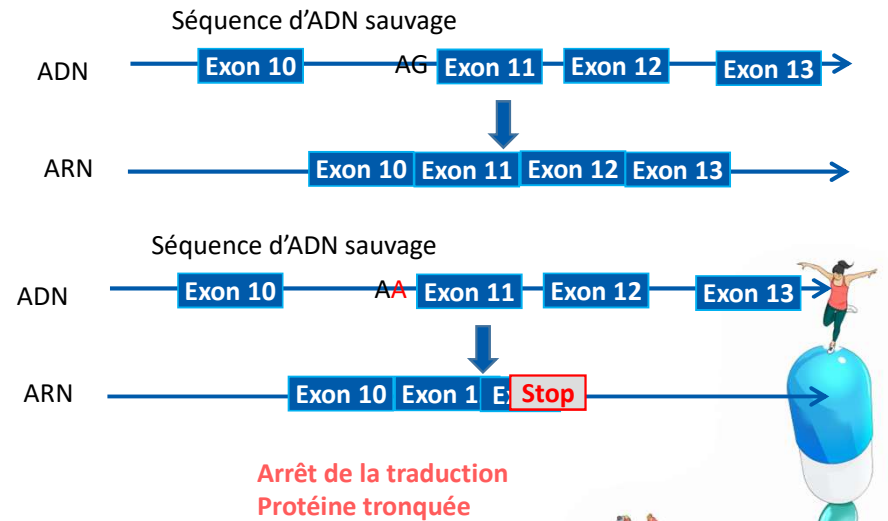 Séquence d'ADN sauvage
ADN Exon 10 AG Exon 11 Exon 12 Exon 13
ARN Exon 10 Exon 11 Exon 12 Exon 13
Séquence d'ADN sauvage
ADN Exon 10 AA Exon 11 Exon 12 Exon 13
ARN Exon 10 Exon 1 Stop
Arrêt de la traduction
Protéine tronquée